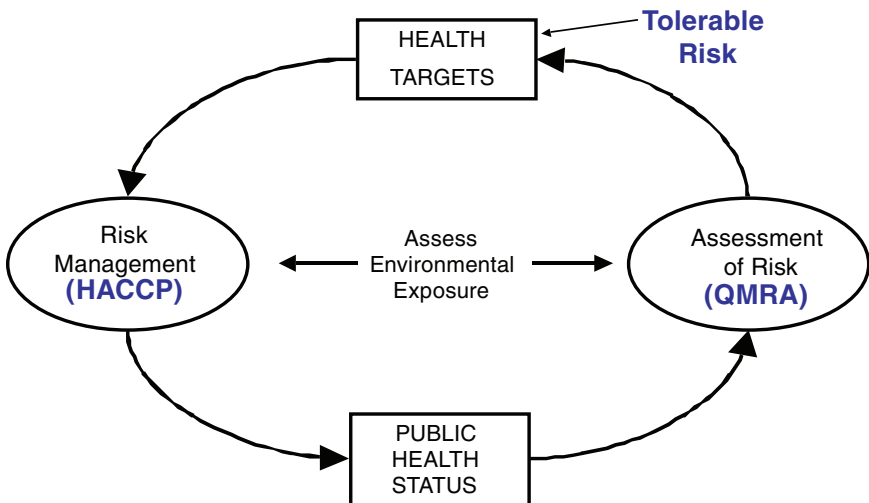 HEALTH
TARGETS
Tolerable
Risk
Risk
Management
(HACCP)
Assess
Environmental
Exposure
Assessment
of Risk
(QMRA)
PUBLIC
HEALTH
STATUS